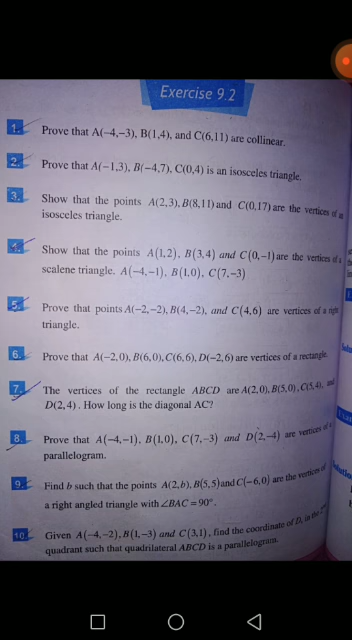 Exercise 9.2
1. Prove that A(−4,−3), B(1,4), and C(6,11) are collinear.
2. Prove that A(−1,3), B(−4,7), C(0,4) is an isosceles triangle.
3. Show that the points A(2,3), B(8,11) and C(0,17) are the vertices of an
isosceles triangle.
4. Show that the points A(1,2), B(3,4) and C(0,−1) are the vertices of a
scalene triangle. A(−4,−1), B(1,0), C(7,−3)
5. Prove that points A(−2,−2), B(4,−2), and C(4,6) are vertices of a right
triangle.
6. Prove that A(−2,0), B(6,0), C(6,6), D(−2,6) are vertices of a rectangle.
7. The vertices of the rectangle ABCD are A(2,0), B(5,0), C(5,4), and
D(2,4). How long is the diagonal AC?
8. Prove that A(−4,−1), B(1,0), C(7,−3) and D(2,−4) are vertices of a
parallelogram.
9. Find b such that the points A(2,b), B(5,5) and C(−6,0) are the vertices of
a right angled triangle with ∠BAC = 90°.
10. Given A(−4,−2), B(1,−3) and C(3,1), find the coordinate of D, in the
quadrant such that quadrilateral ABCD is a parallelogram.